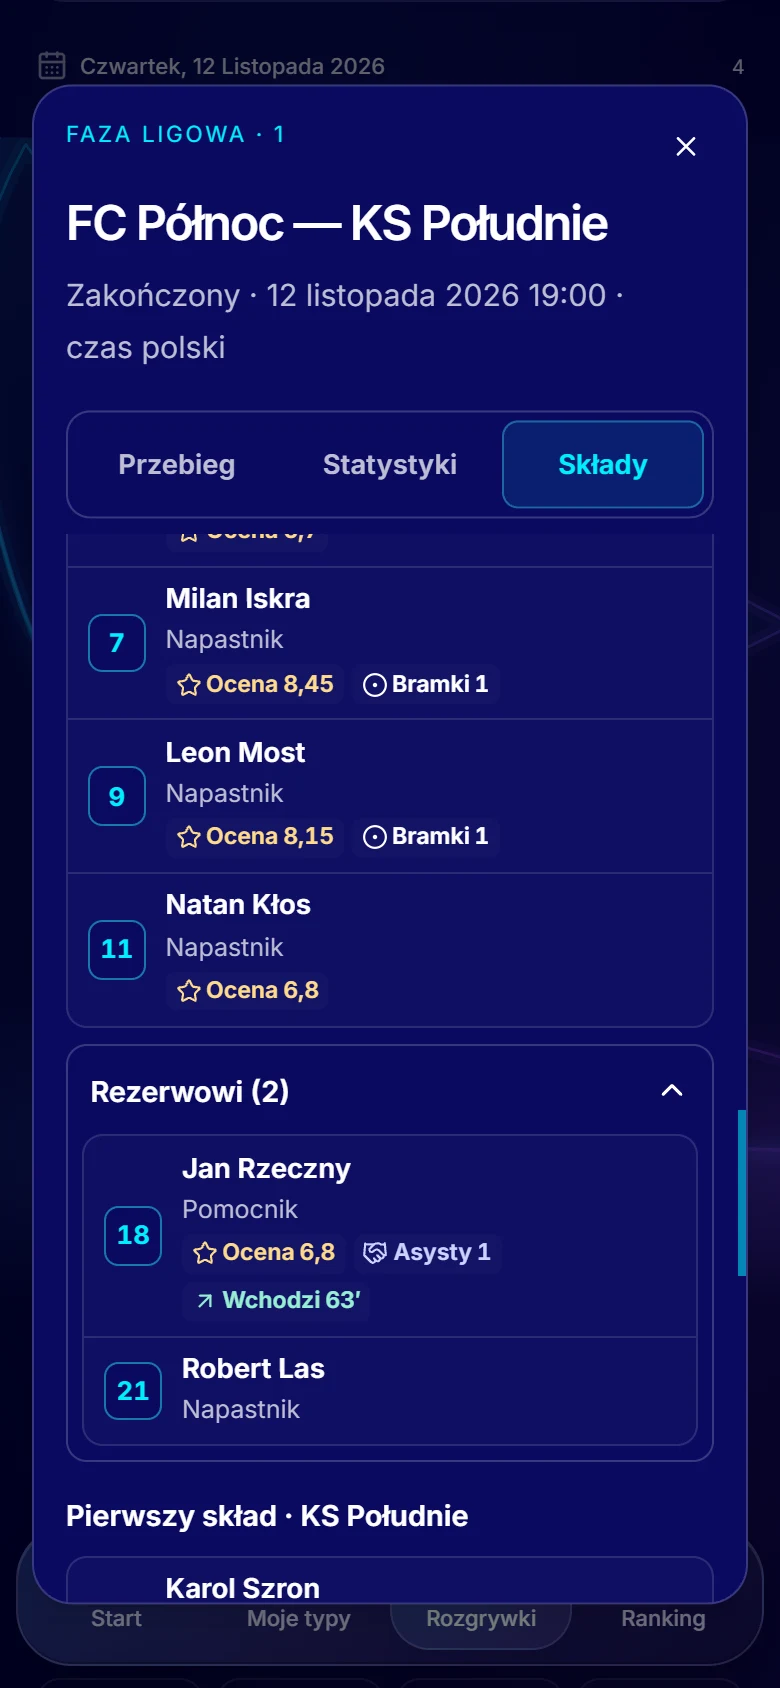 Czwartek, 12 Listopada 2026
4
FAZA LIGOWA · 1
FC Północ — KS Południe
Zakończony · 12 listopada 2026 19:00 ·
czas polski
Przebieg
Statystyki
Składy
Milan Iskra
7
Napastnik
Ocena 8,45
Bramki 1
Leon Most
9
Napastnik
Ocena 8,15
Bramki 1
Natan Kłos
11
Napastnik
Ocena 6,8
Rezerwowi (2)
Jan Rzeczny
Pomocnik
18
Ocena 6,8
Asysty 1
Wchodzi 63′
Robert Las
21
Napastnik
Pierwszy skład · KS Południe
Karol Szron
Start
Moje typy
Rozgrywki
Ranking